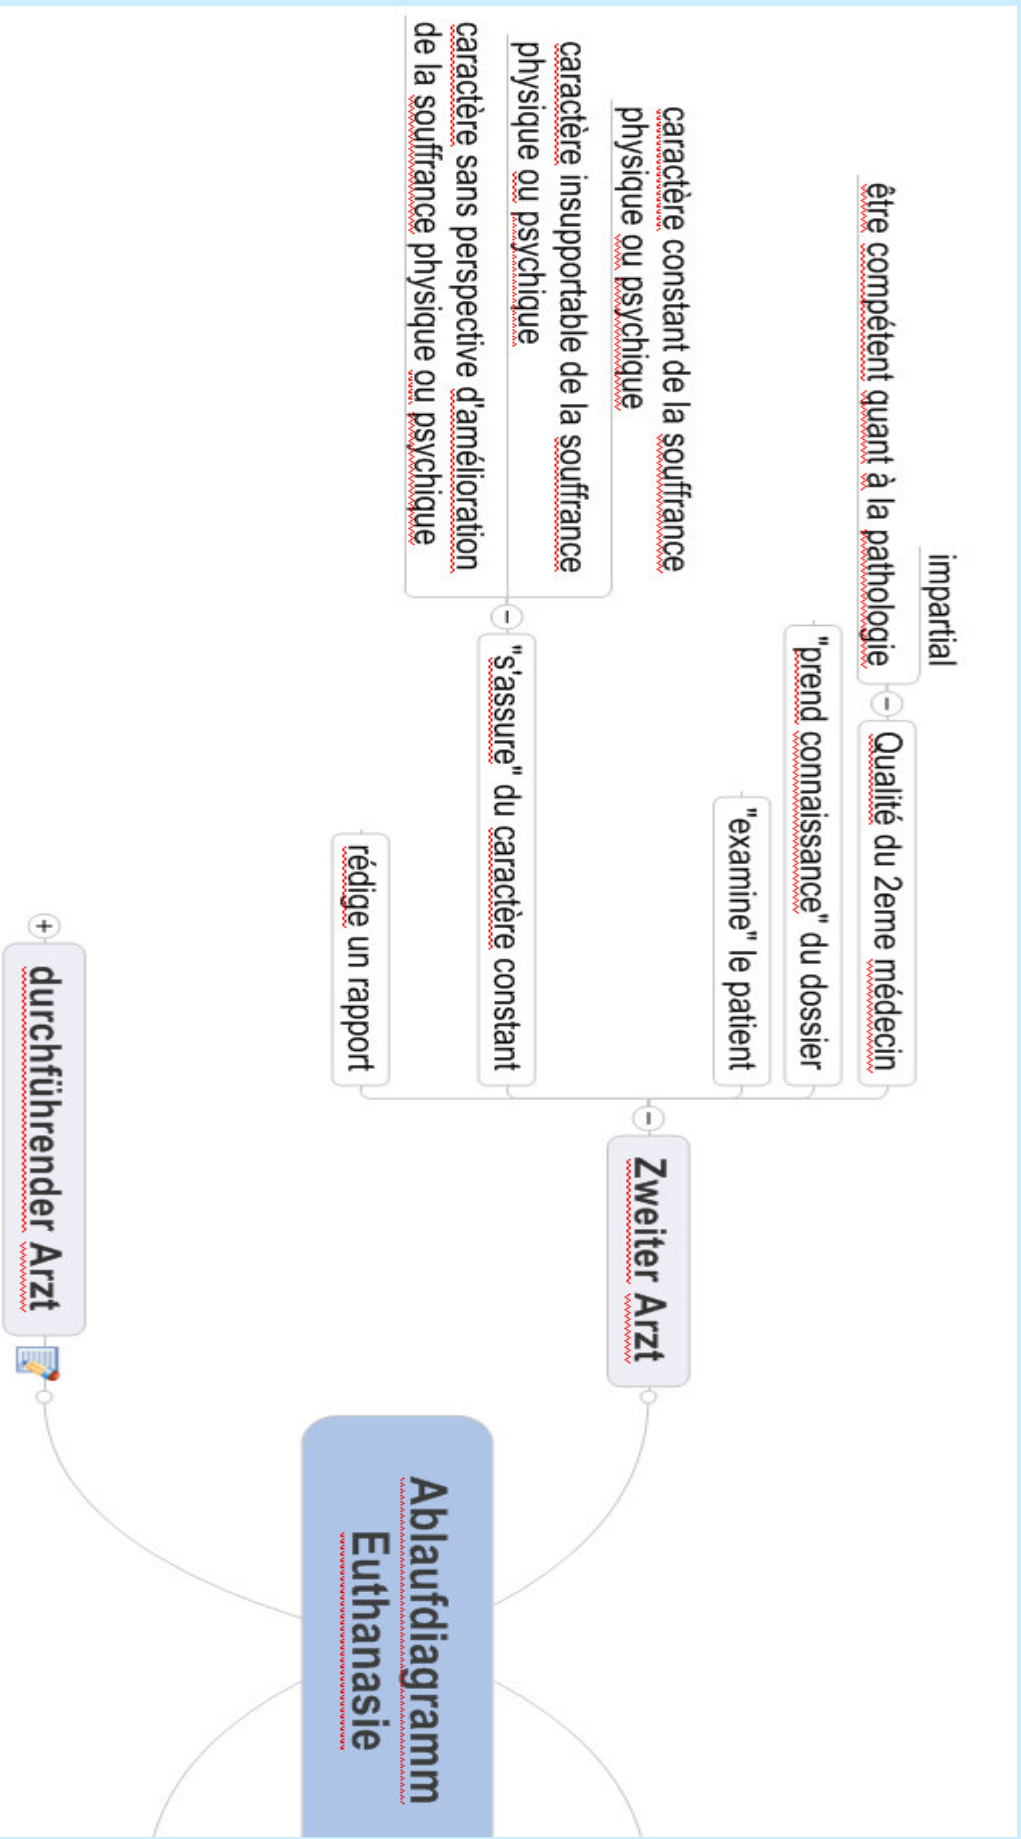 impartial
être compétent quant à la pathologie
Qualité du 2eme médecin
"prend connaissance" du dossier
"examine" le patient
caractère constant de la souffrance
physique ou psychique
caractère insupportable de la souffrance
physique ou psychique
caractère sans perspective d'amélioration
de la souffrance physique ou psychique
"s'assure" du caractère constant
rédige un rapport
Zweiter Arzt
durchführender Arzt
Ablaufdiagramm
Euthanasie